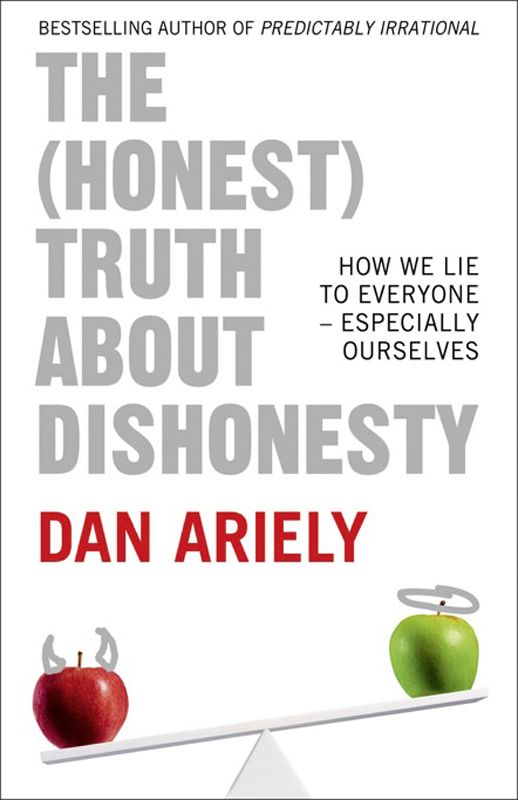 BESTSELLING AUTHOR OF PREDICTABLY IRRATIONAL
THE
(HONEST)
TRUTH
ABOUT
DISHONESTY
HOW WE LIE
TO EVERYONE
– ESPECIALLY
OURSELVES
DAN ARIELY